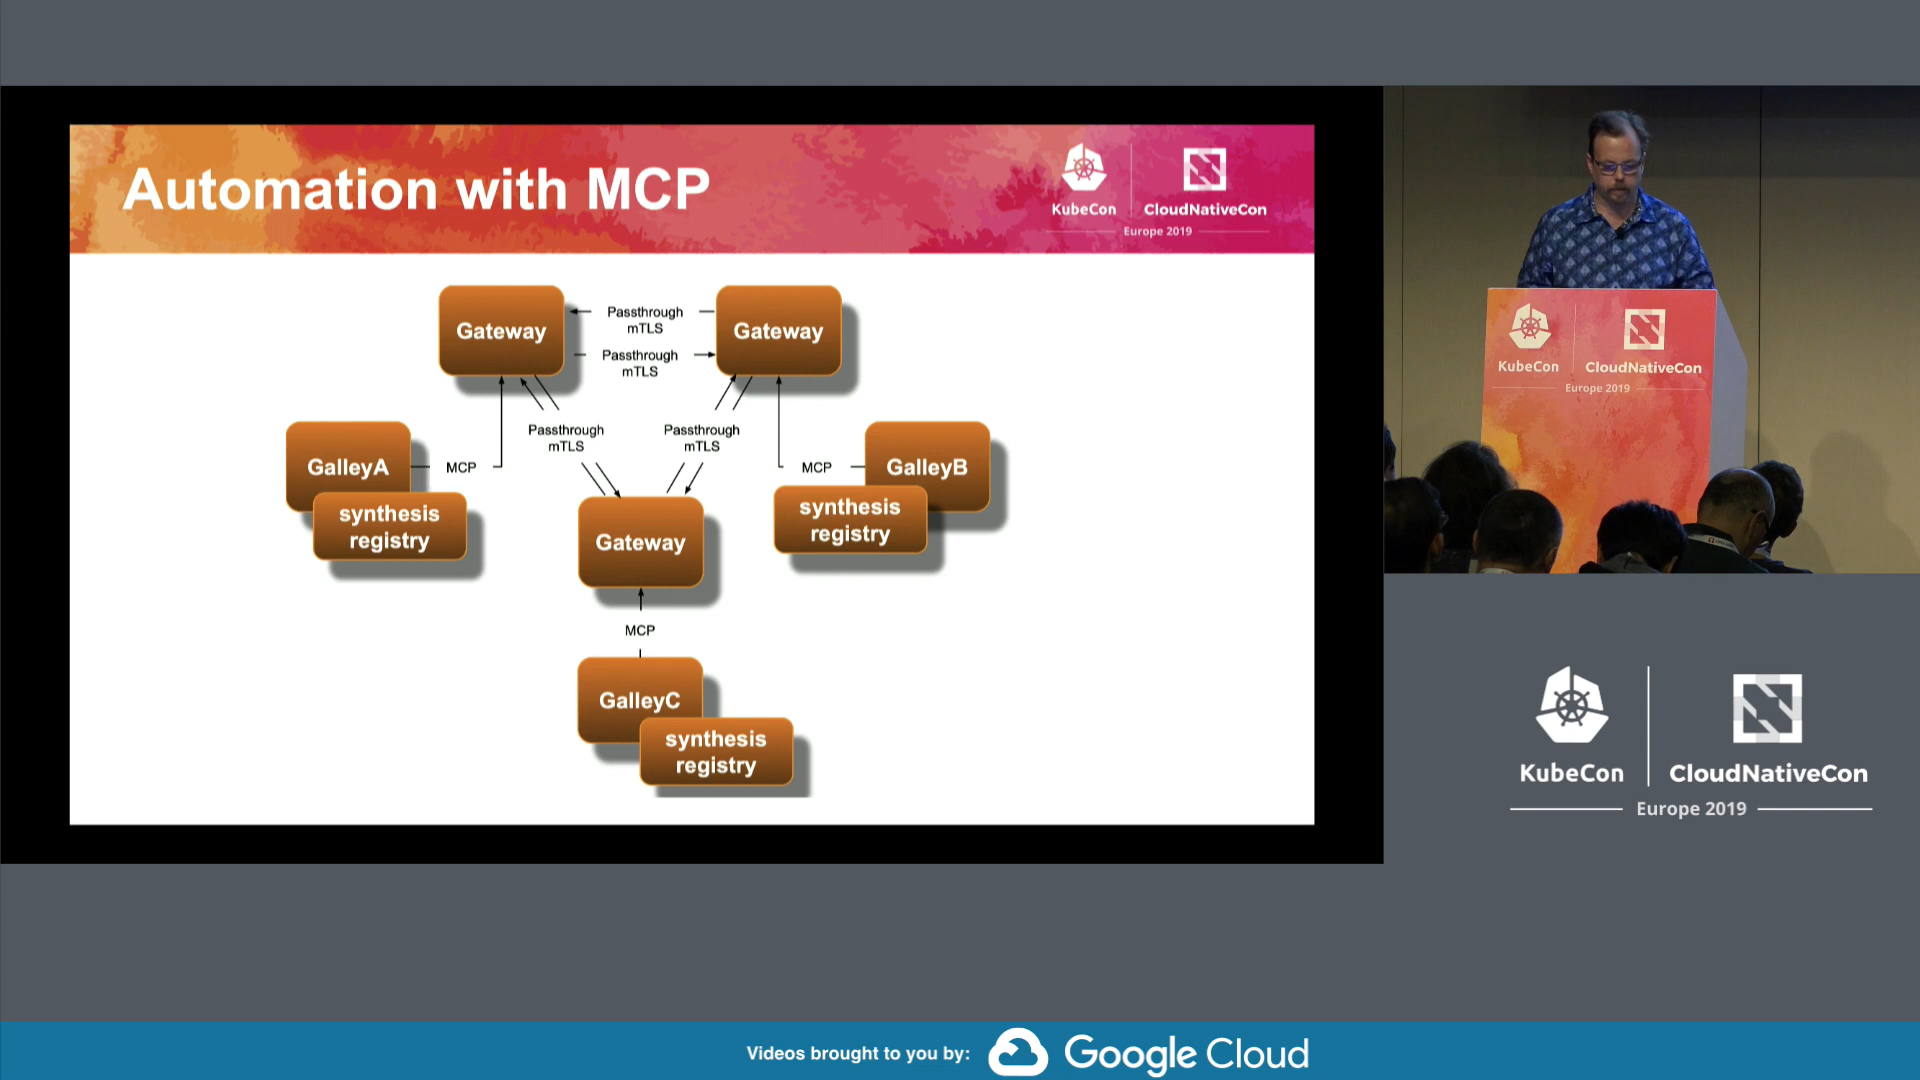 Automation with MCP
KubeCon
CloudNativeCon
Europe 2019
Gateway
Passthrough
mTLS
Passthrough
mTLS
Gateway
Passthrough
mTLS
Passthrough
mTLS
GalleyA
MCP
synthesis
registry
MCP
GalleyB
synthesis
registry
Gateway
MCP
GalleyC
synthesis
registry
KubeCon
CloudNativeCon
Europe 2019
KubeCon
CloudNativeCon
Europe 2019
Videos brought to you by:
Google Cloud